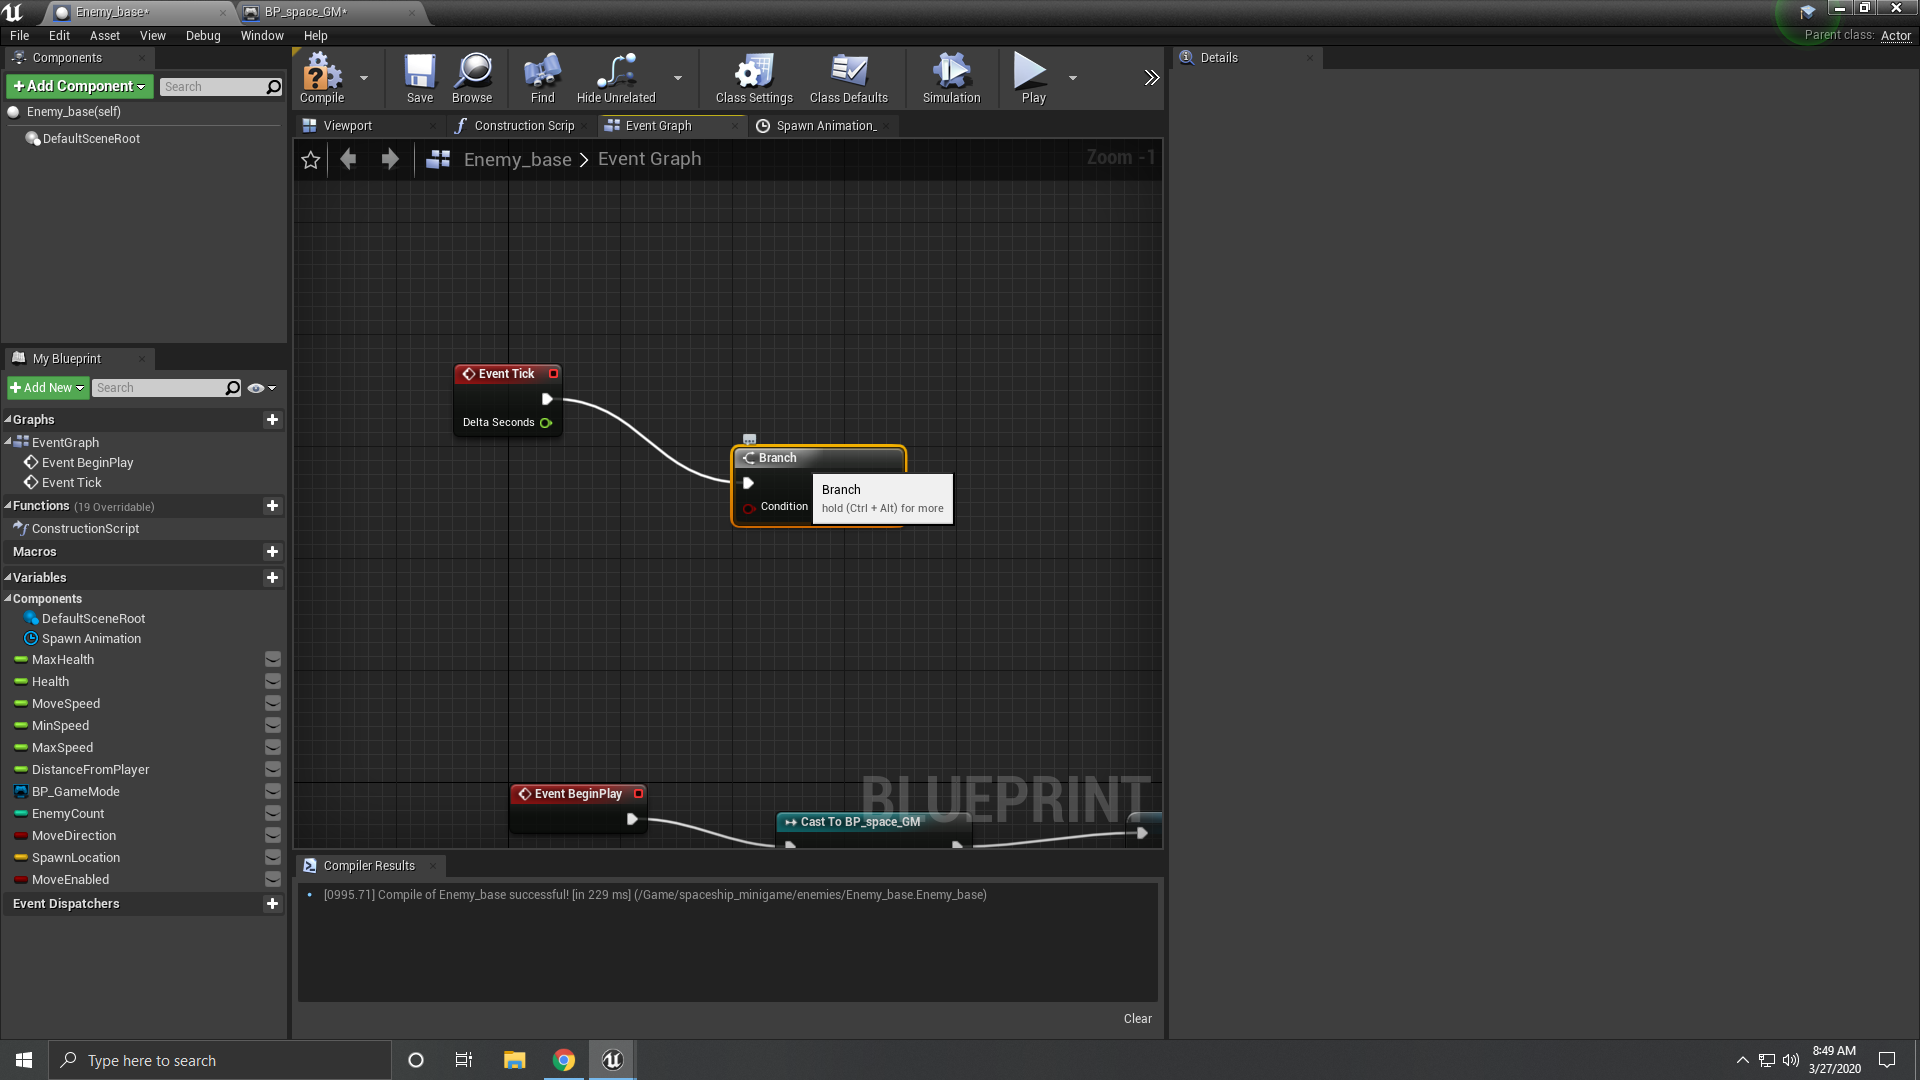 Enemy_base*
BP_space_GM*
File
Edit
Asset
View
Debug
Window
Help
Parent class:
Actor
Components
+Add Component
Search
Enemy_base(self)
DefaultSceneRoot
Compile
Save
Browse
Find
Hide Unrelated
Class Settings
Class Defaults
Simulation
Play
Details
Viewport
Construction Scrip
Event Graph
Spawn Animation_
Enemy_base > Event Graph
Zoom -1
My Blueprint
+Add New
Search
Graphs
EventGraph
Event BeginPlay
Event Tick
Functions (19 Overridable)
ConstructionScript
Macros
Variables
Components
DefaultSceneRoot
Spawn Animation
MaxHealth
Health
MoveSpeed
MinSpeed
MaxSpeed
DistanceFromPlayer
BP_GameMode
EnemyCount
MoveDirection
SpawnLocation
MoveEnabled
Event Dispatchers
Event Tick
Delta Seconds
Branch
Condition
Branch
hold (Ctrl + Alt) for more
Event BeginPlay
Cast To BP_space_GM
BLUEPRINT
Compiler Results
[0995.71] Compile of Enemy_base successful! [in 229 ms] (/Game/spaceship_minigame/enemies/Enemy_base.Enemy_base)
Clear
Type here to search
8:49 AM
3/27/2020